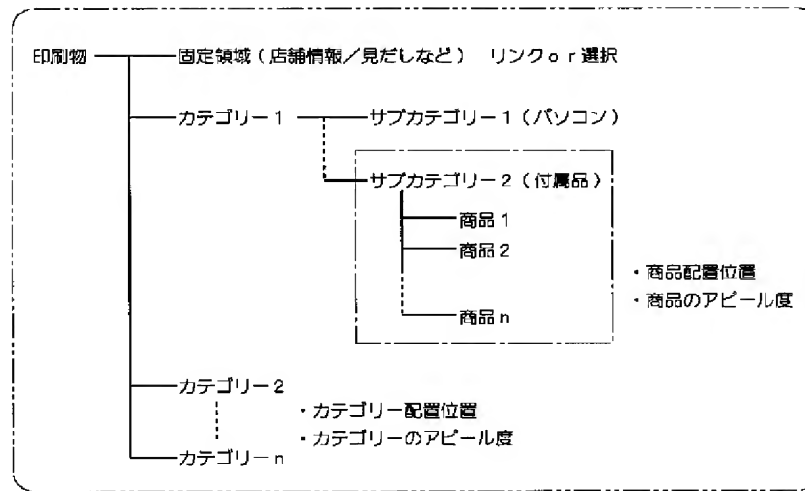 印刷物 固定領域（店舗情報／見だしなど） リンクｏｒ選択
カテゴリー１ サブカテゴリー１（パソコン）
サブカテゴリー２（付属品）
商品１
商品２
・商品配置位置
・商品のアピール度
商品ｎ
カテゴリー２
・カテゴリー配置位置
・カテゴリーのアピール度
カテゴリーｎ